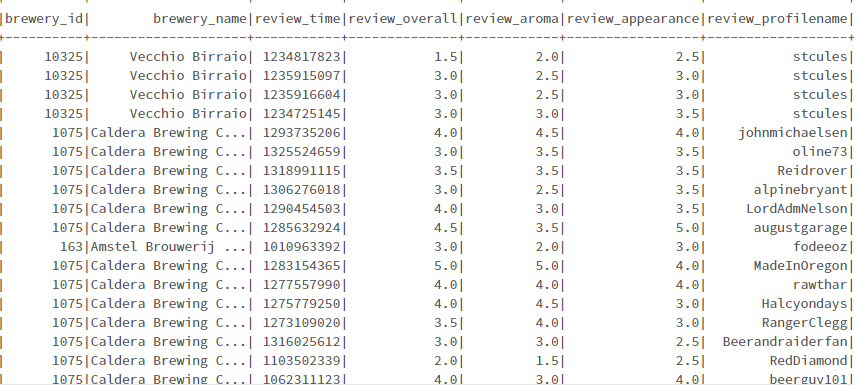 |brewery_id|        brewery_name|review_time|review_overall|review_aroma|review_appearance|review_profilename|
+----------+--------------------+-----------+--------------+------------+-----------------+------------------+
|     10325|     Vecchio Birraio| 1234817823|           1.5|         2.0|              2.5|           stcules|
|     10325|     Vecchio Birraio| 1235915097|           3.0|         2.5|              3.0|           stcules|
|     10325|     Vecchio Birraio| 1235916604|           3.0|         2.5|              3.0|           stcules|
|     10325|     Vecchio Birraio| 1234725145|           3.0|         3.0|              3.5|           stcules|
|      1075|Caldera Brewing C...| 1293735206|           4.0|         4.5|              4.0|    johnmichaelsen|
|      1075|Caldera Brewing C...| 1325524659|           3.0|         3.5|              3.5|           oline73|
|      1075|Caldera Brewing C...| 1318991115|           3.5|         3.5|              3.5|         Reidrover|
|      1075|Caldera Brewing C...| 1306276018|           3.0|         2.5|              3.5|      alpinebryant|
|      1075|Caldera Brewing C...| 1290454503|           4.0|         3.0|              3.5|     LordAdmNelson|
|      1075|Caldera Brewing C...| 1285632924|           4.5|         3.5|              5.0|      augustgarage|
|       163|Amstel Brouwerij ...| 1010963392|           3.0|         2.0|              3.0|           fodeeoz|
|      1075|Caldera Brewing C...| 1283154365|           5.0|         5.0|              4.0|      MadeInOregon|
|      1075|Caldera Brewing C...| 1277557990|           4.0|         4.0|              4.0|           rawthar|
|      1075|Caldera Brewing C...| 1275779250|           4.0|         4.5|              3.0|       Halcyondays|
|      1075|Caldera Brewing C...| 1273109020|           3.5|         4.0|              3.0|       RangerClegg|
|      1075|Caldera Brewing C...| 1316025612|           3.0|         3.0|              2.5|  Beerandraiderfan|
|      1075|Caldera Brewing C...| 1103502339|           2.0|         1.5|              2.5|        RedDiamond|
|      1075|Caldera Brewing C...| 1062311123|           4.0|         3.0|              4.0|        beerguy101|